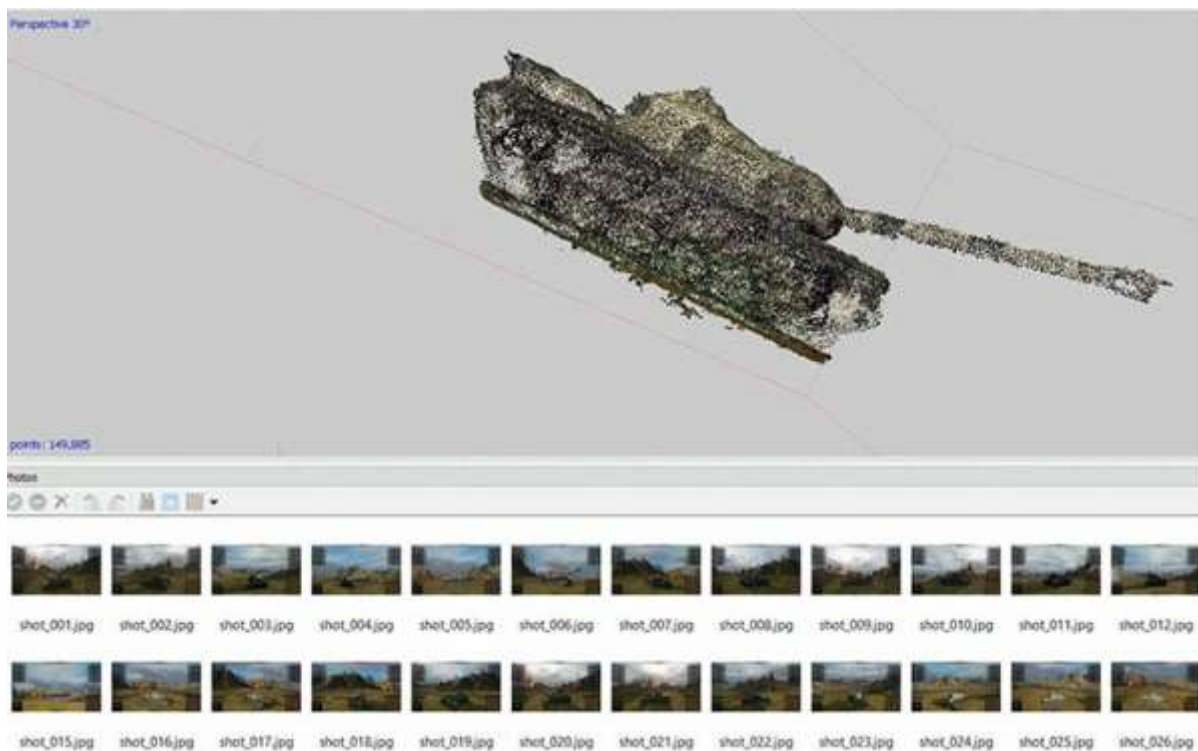 Perspective 30°
points: 149,885
Photos
shot_001.jpg shot_002.jpg shot_003.jpg shot_004.jpg shot_005.jpg shot_006.jpg shot_007.jpg shot_008.jpg shot_009.jpg shot_010.jpg shot_011.jpg shot_012.jpg
shot_015.jpg shot_016.jpg shot_017.jpg shot_018.jpg shot_019.jpg shot_020.jpg shot_021.jpg shot_022.jpg shot_023.jpg shot_024.jpg shot_025.jpg shot_026.jpg